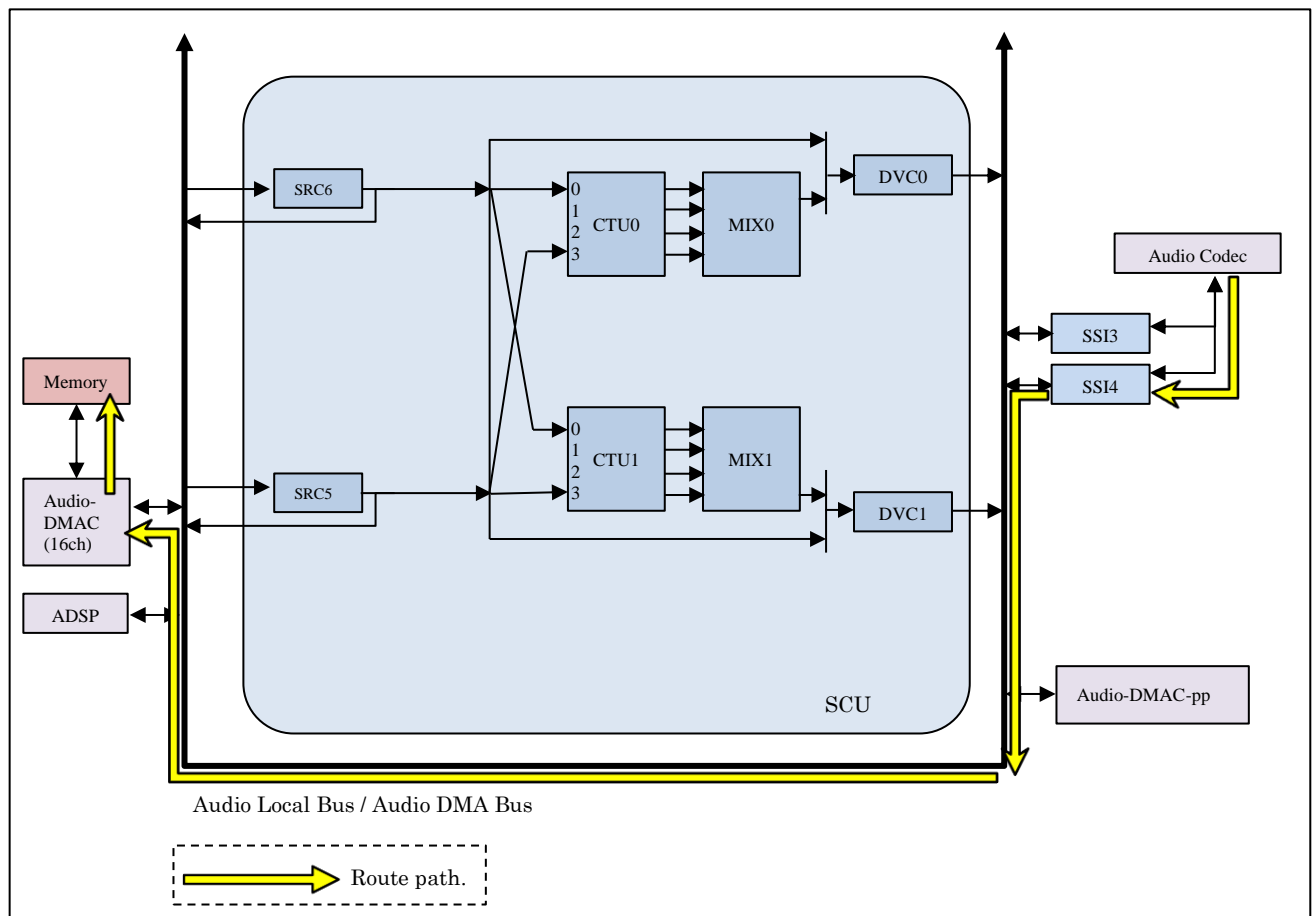 SRC6
0
1
2
3
CTU0
MIX0
DVC0
Audio Codec
SSI3
SSI4
Memory
Audio-
DMAC
(16ch)
ADSP
SRC5
0
1
2
3
CTU1
MIX1
DVC1
SCU
Audio-DMAC-pp
Audio Local Bus / Audio DMA Bus
Route path.